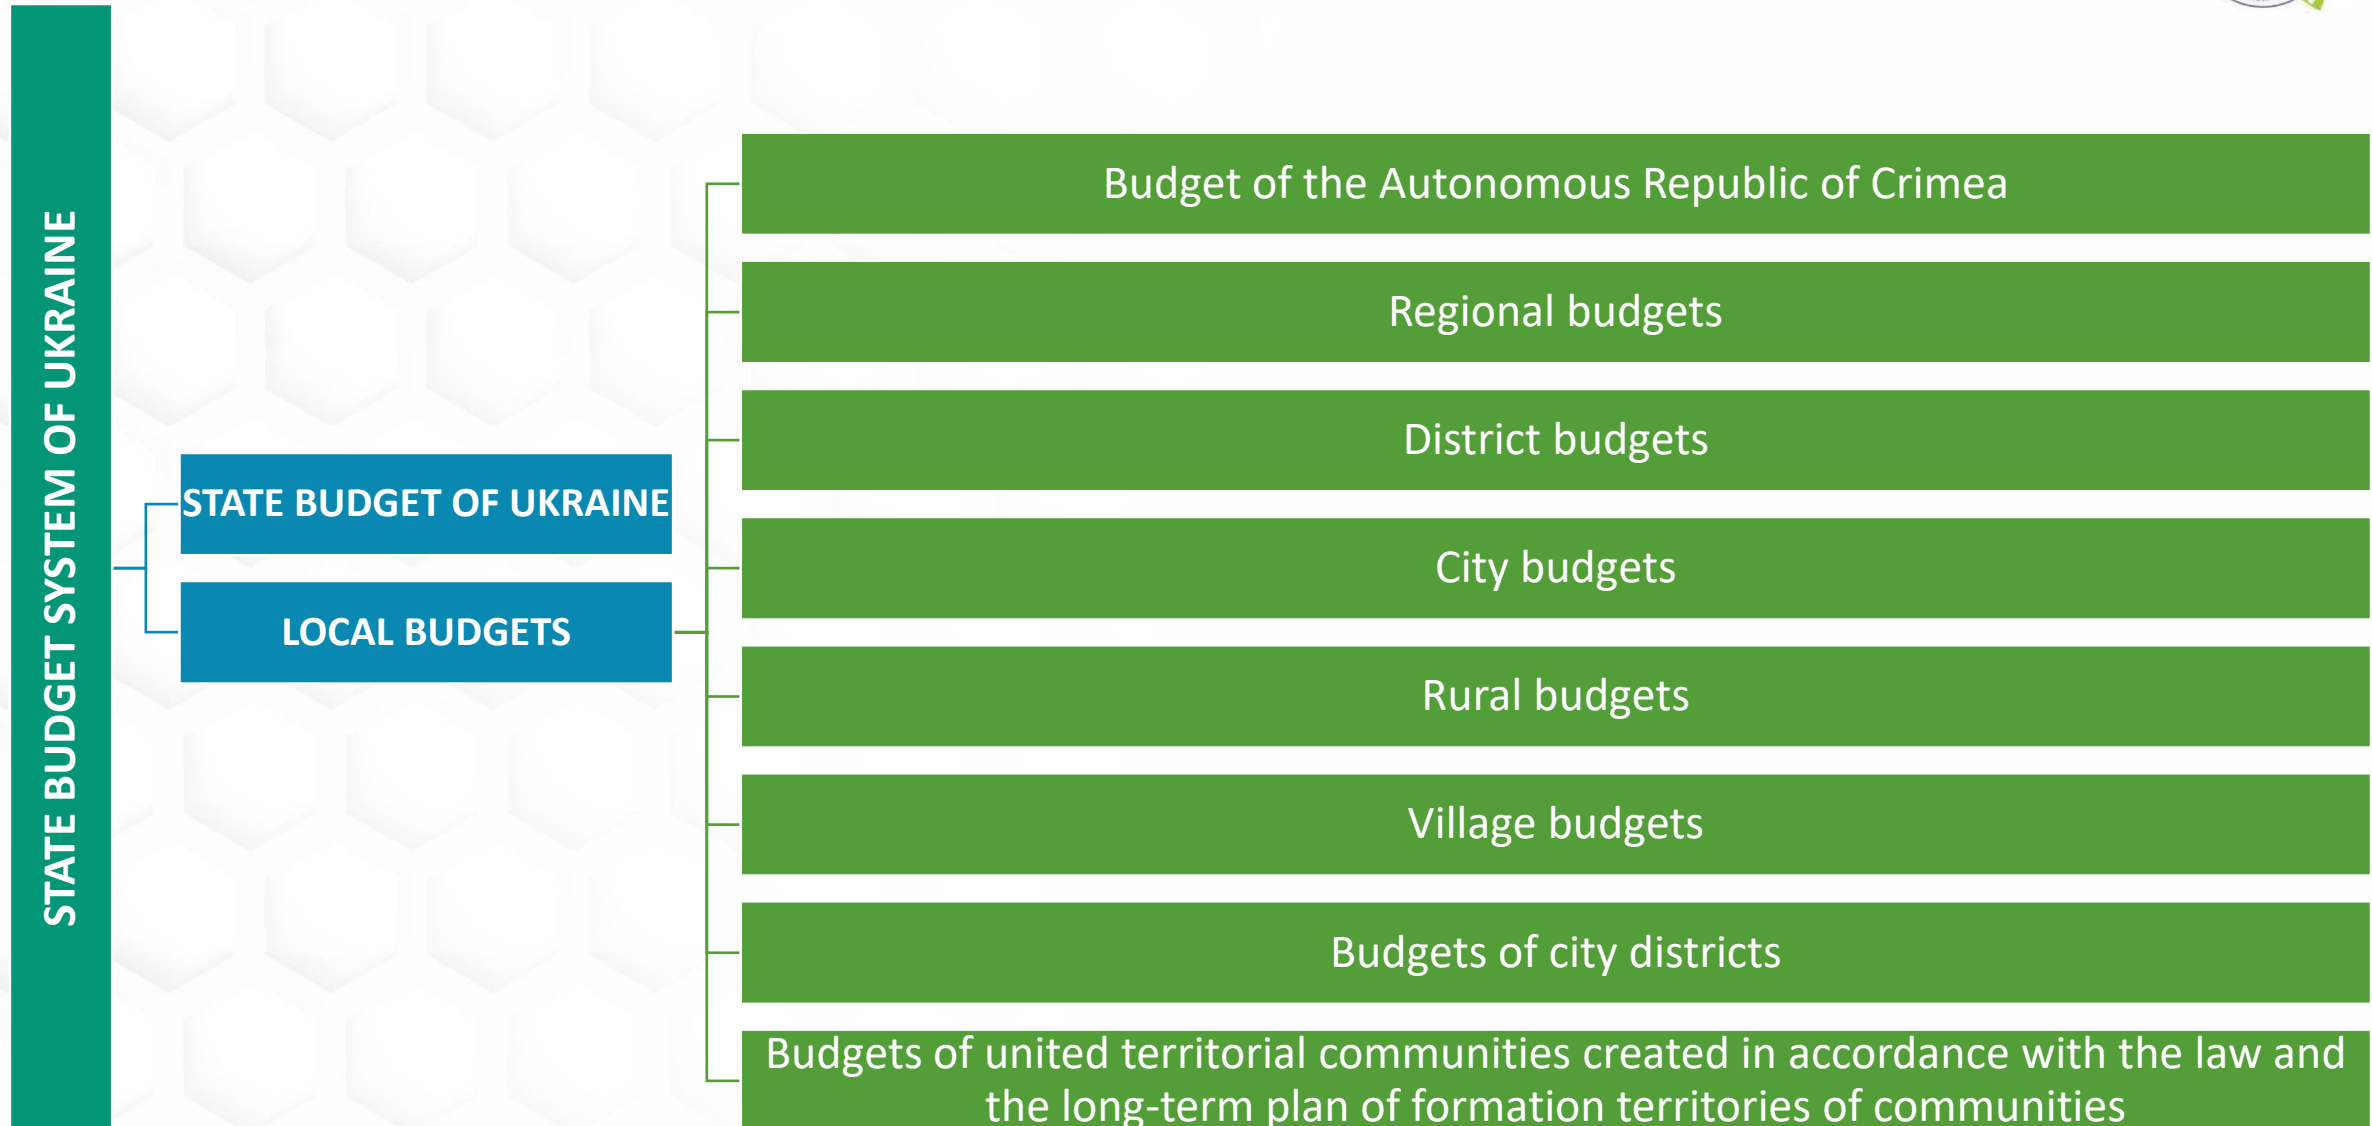 STATE BUDGET SYSTEM OF UKRAINE
STATE BUDGET OF UKRAINE
LOCAL BUDGETS
Budget of the Autonomous Republic of Crimea
Regional budgets
District budgets
City budgets
Rural budgets
Village budgets
Budgets of city districts
Budgets of united territorial communities created in accordance with the law and
the long-term plan of formation territories of communities